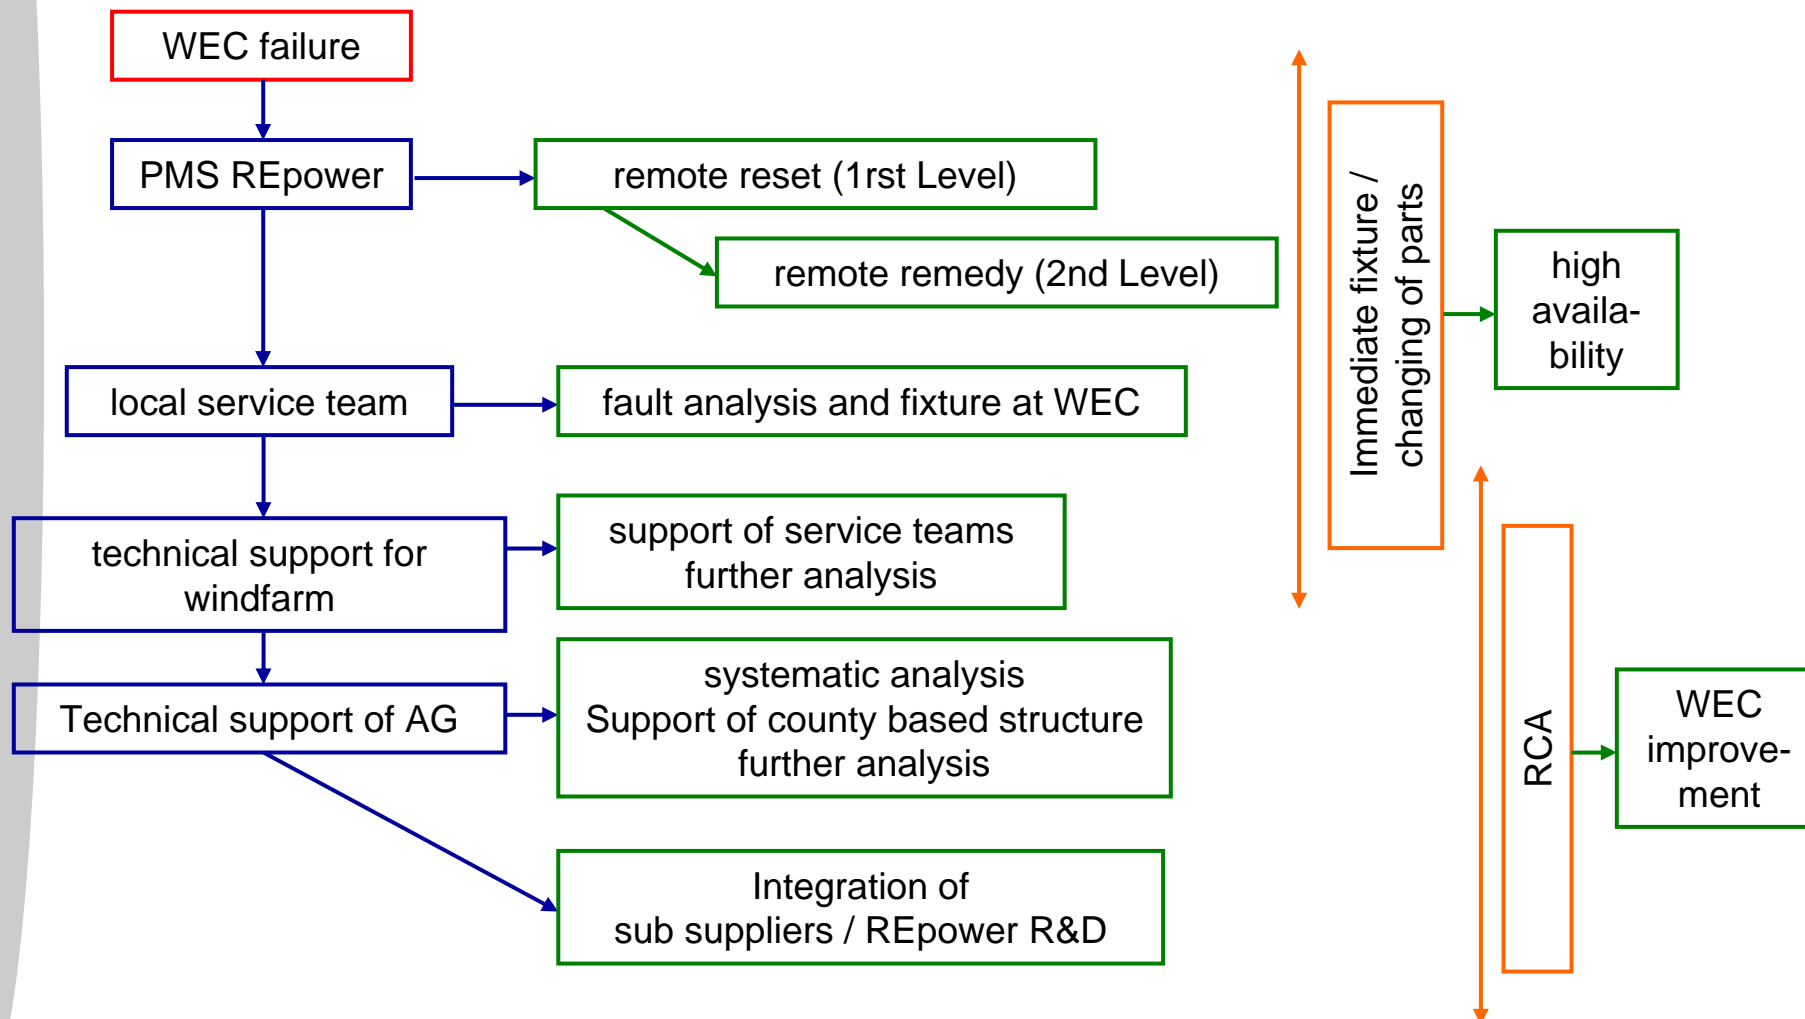 WEC failure
PMS REpower
remote reset (1rst Level)
remote remedy (2nd Level)
local service team
fault analysis and fixture at WEC
technical support for
windfarm
support of service teams
further analysis
Technical support of AG
systematic analysis
Support of county based structure
further analysis
Integration of
sub suppliers / REpower R&D
Immediate fixture /
changing of parts
high
availa-
bility
RCA
WEC
improve-
ment